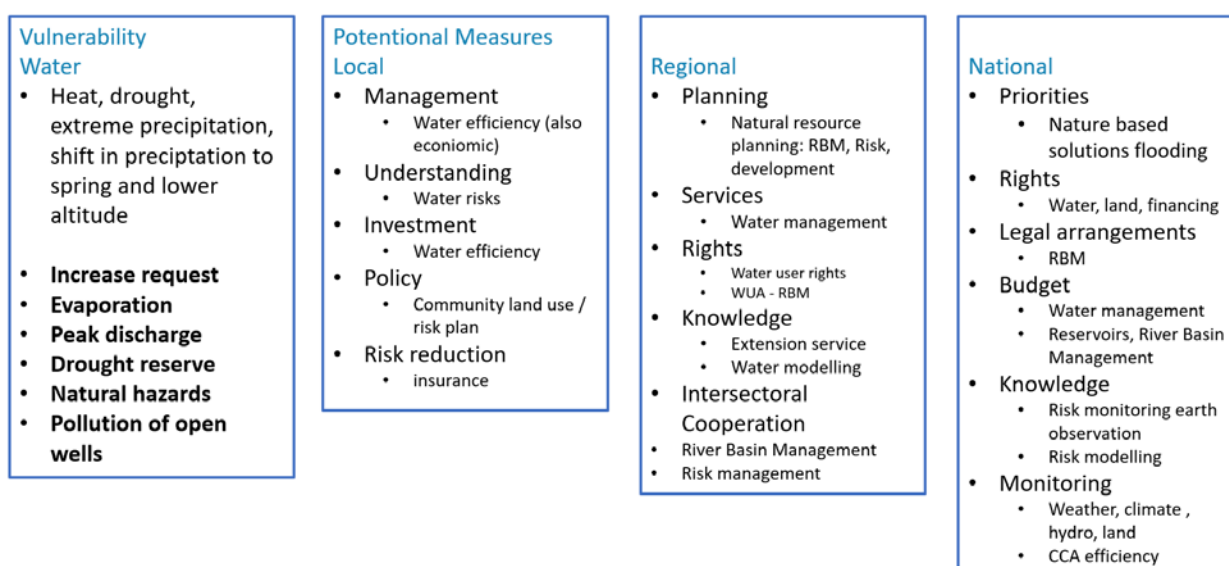 Vulnerability
Water
• Heat, drought,
extreme precipitation,
shift in preciptation to
spring and lower
altitude
• Increase request
• Evaporation
• Peak discharge
• Drought reserve
• Natural hazards
• Pollution of open
wells
Potentional Measures
Local
• Management
• Water efficiency (also
econiomic)
• Understanding
• Water risks
• Investment
• Water efficiency
• Policy
• Community land use /
risk plan
• Risk reduction
• insurance
Regional
• Planning
• Natural resource
planning: RBM, Risk,
development
• Services
• Water management
• Rights
• Water user rights
• WUA - RBM
• Knowledge
• Extension service
• Water modelling
• Intersectoral
Cooperation
• River Basin Management
• Risk management
National
• Priorities
• Nature based
solutions flooding
• Rights
• Water, land, financing
• Legal arrangements
• RBM
• Budget
• Water management
• Reservoirs, River Basin
Management
• Knowledge
• Risk monitoring earth
observation
• Risk modelling
• Monitoring
• Weather, climate ,
hydro, land
• CCA efficiency